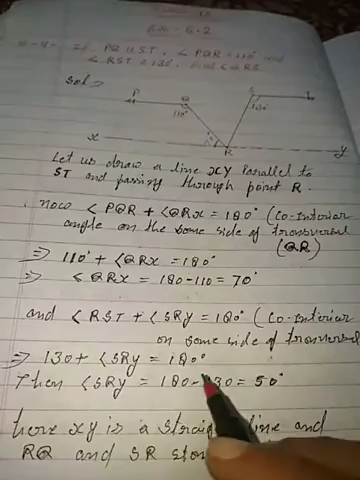 Ex - 6.2
PQ || ST, < PQR = 110° and
< RST = 130°, find < QRS
Sol ⇒
P Q S T
110° 130°
X R Y
Let us draw a line XY Parallel to
ST and passing through point R.
now < PQR + <QRX = 180° (Co-interior
angle on the same side of transversal
(QR)
⇒ 110° + <QRX = 180°
⇒ < QRX = 180 - 110 = 70°
and < RST + < SRY = 180° (Co-interior
on same side of transversal
⇒ 130 + < SRY = 180°
Then < SRY = 180 - 130 = 50°
here XY is a straight line and
RQ and SR